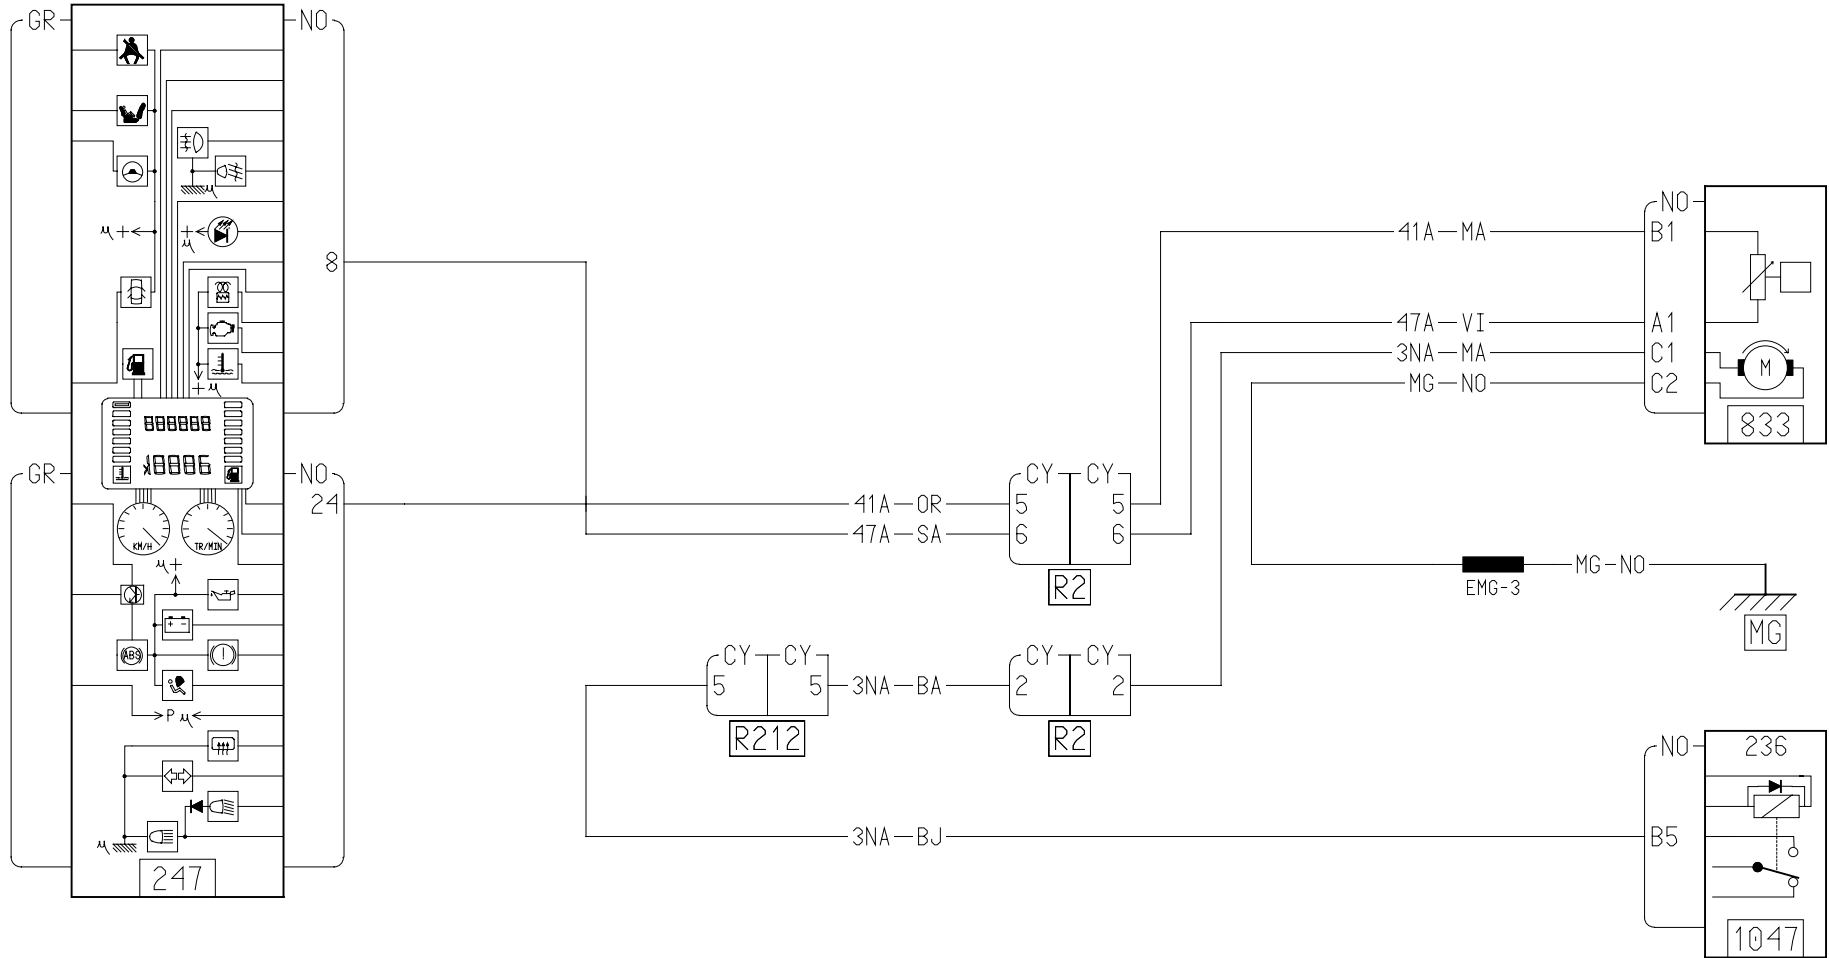 GR NO
µ +
+
µ
µ
8
+ µ
GR NO
24
KM/H TR/MIN
µ +
ABS
!
P µ
µ
247
41A OR
47A SA
CY CY
5 5
6 6
R2
CY CY
5 5
R212
3NA BA
CY CY
2 2
R2
3NA BJ
41A MA
47A VI
3NA MA
MG NO
NO
B1
A1
C1
C2
M
833
EMG-3
MG NO
MG
NO
236
B5
1047